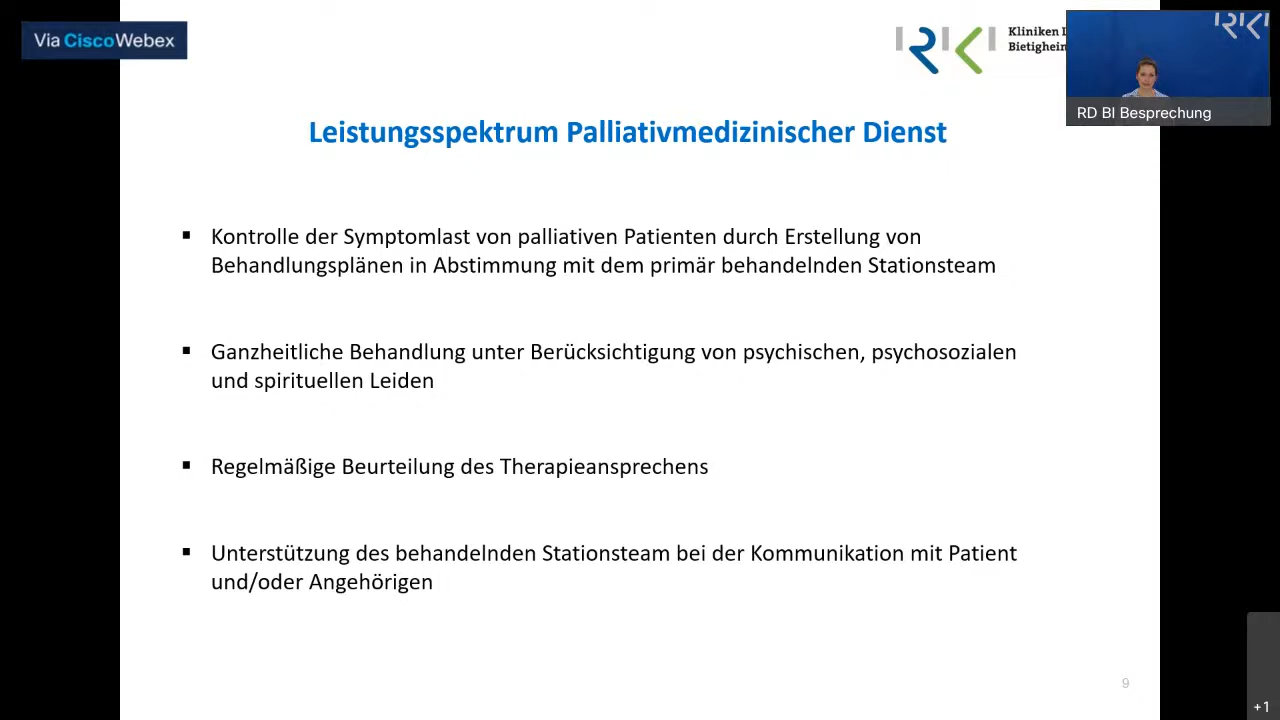 Via Cisco Webex
Kliniken
Bietigheim
RD BI Besprechung
Leistungsspektrum Palliativmedizinischer Dienst
▪ Kontrolle der Symptomlast von palliativen Patienten durch Erstellung von
Behandlungsplänen in Abstimmung mit dem primär behandelnden Stationsteam
▪ Ganzheitliche Behandlung unter Berücksichtigung von psychischen, psychosozialen
und spirituellen Leiden
▪ Regelmäßige Beurteilung des Therapieansprechens
▪ Unterstützung des behandelnden Stationsteam bei der Kommunikation mit Patient
und/oder Angehörigen
9
+1